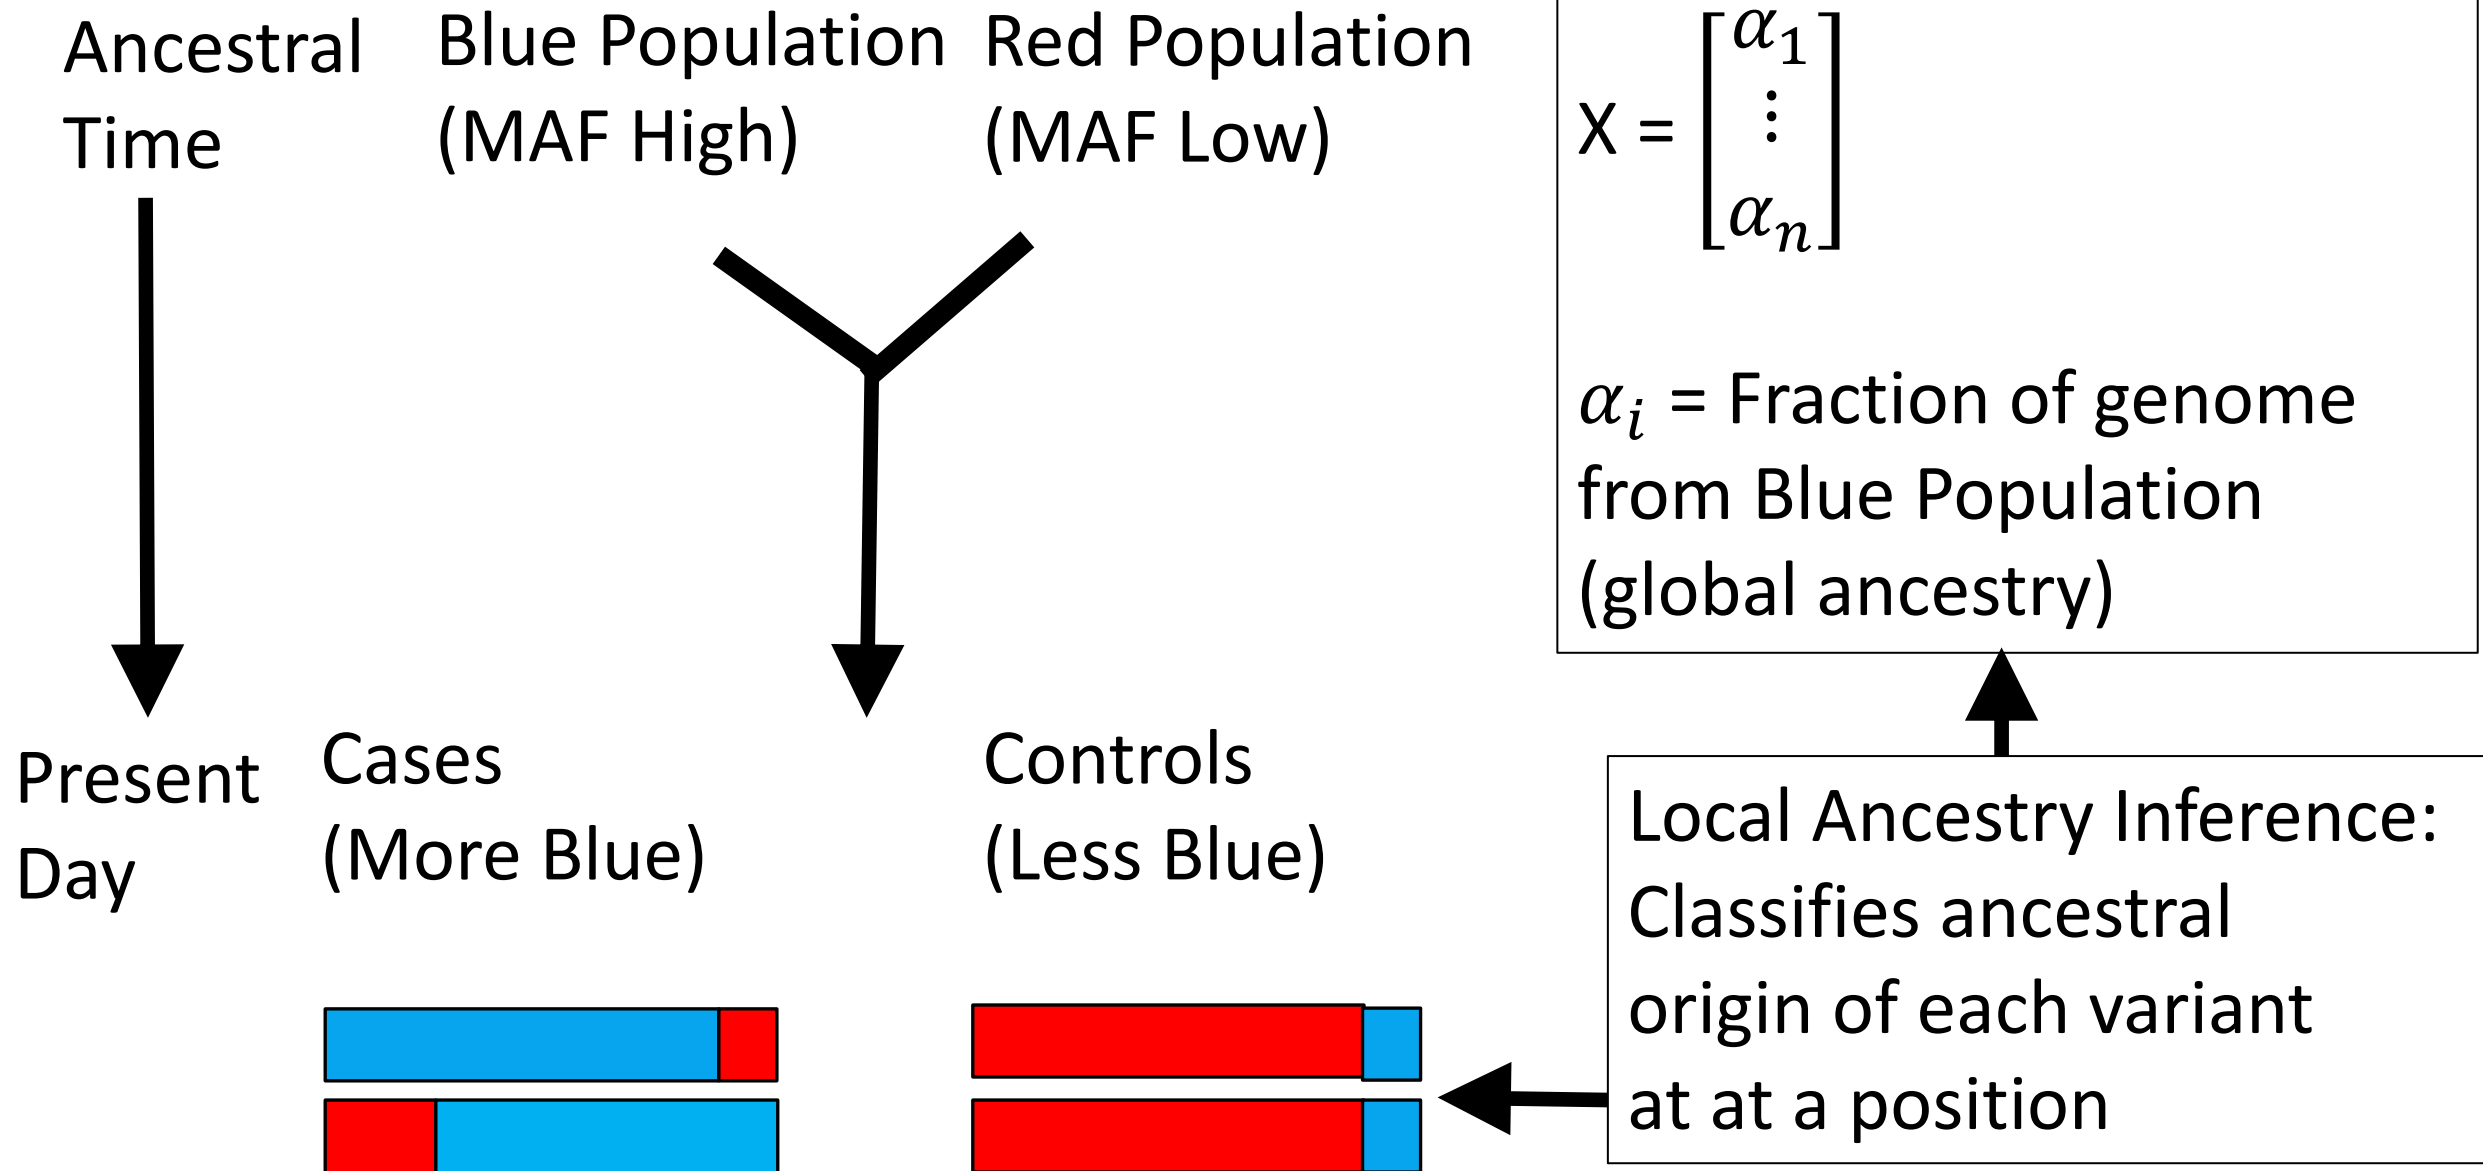 Ancestral
Time
Blue Population
(MAF High)
Red Population
(MAF Low)
X = [α₁ ⋮ αₙ]
αᵢ = Fraction of genome
from Blue Population
(global ancestry)
Present
Day
Cases
(More Blue)
Controls
(Less Blue)
Local Ancestry Inference:
Classifies ancestral
origin of each variant
at at a position